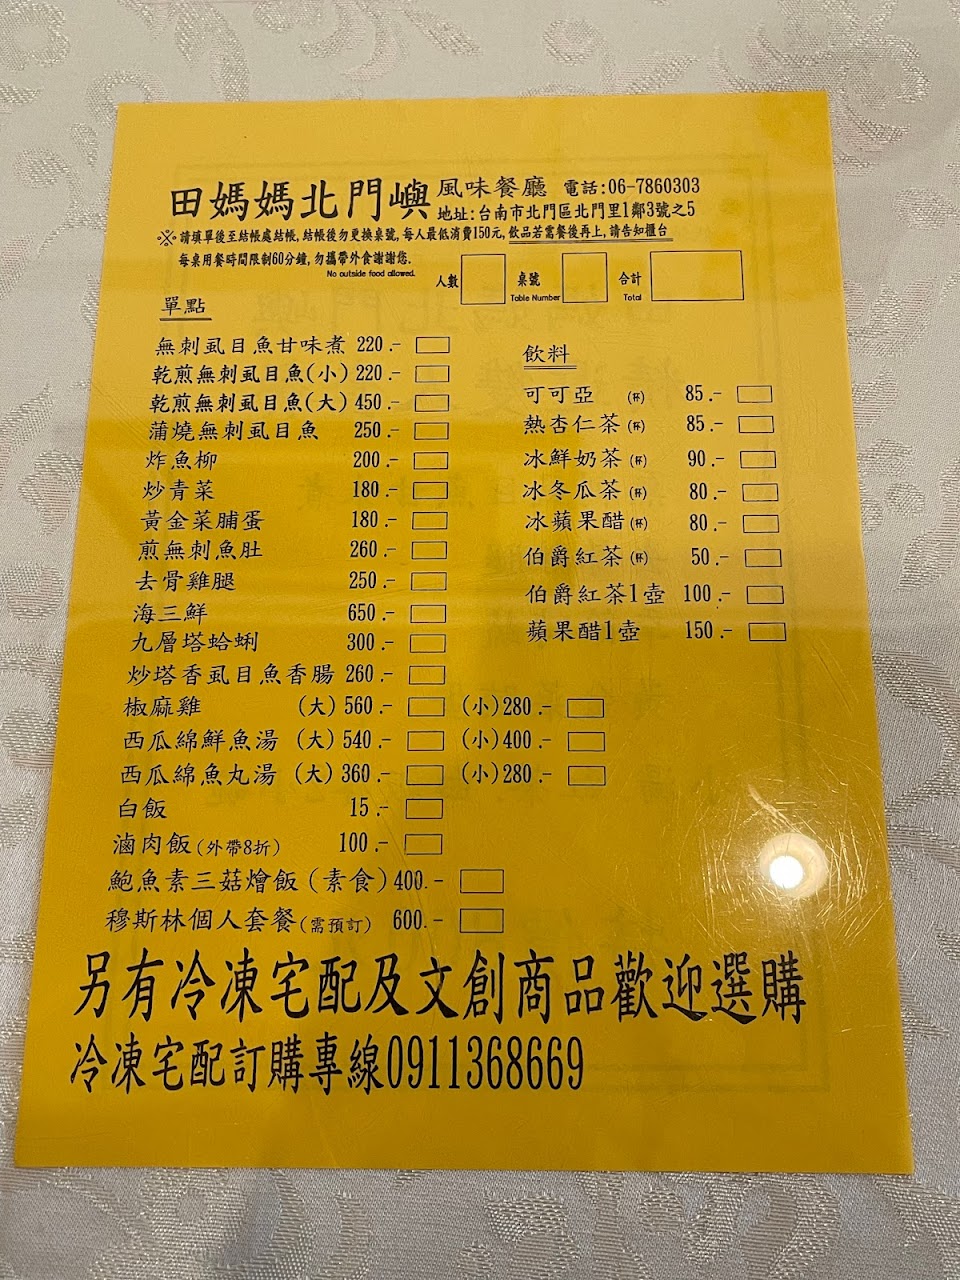 田媽媽北門嶼風味餐廳 電話:06-7860303
地址:台南市北門區北門里1鄰3號之5
※請填單後至結帳處結帳,結帳後勿更換桌號,每人最低消費150元,飲品若需餐後再上,請告知櫃台
每桌用餐時間限制60分鐘,勿攜帶外食謝謝您.
No outside food allowed.
人數 桌號 Table Number 合計 Total
單點
無刺虱目魚甘味煮 220.-
乾煎無刺虱目魚(小) 220.-
乾煎無刺虱目魚(大) 450.-
蒲燒無刺虱目魚 250.-
炸魚柳 200.-
炒青菜 180.-
黃金菜脯蛋 180.-
煎無刺魚肚 260.-
去骨雞腿 250.-
海三鮮 650.-
九層塔蛤蜊 300.-
炒塔香虱目魚香腸 260.-
椒麻雞 (大) 560.- (小) 280.-
西瓜綿鮮魚湯 (大) 540.- (小) 400.-
西瓜綿魚丸湯 (大) 360.- (小) 280.-
白飯 15.-
滷肉飯(外帶8折) 100.-
鮑魚素三菇燴飯(素食) 400.-
穆斯林個人套餐(需預訂) 600.-
飲料
可可亞 (杯) 85.-
熱杏仁茶(杯) 85.-
冰鮮奶茶(杯) 90.-
冰冬瓜茶(杯) 80.-
冰蘋果醋(杯) 80.-
伯爵紅茶(杯) 50.-
伯爵紅茶1壺 100.-
蘋果醋1壺 150.-
另有冷凍宅配及文創商品歡迎選購
冷凍宅配訂購專線0911368669